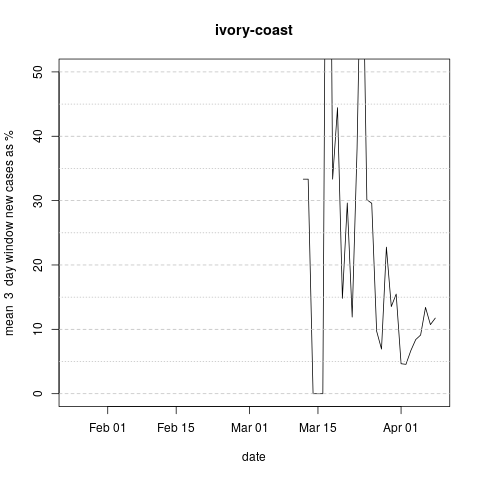 ivory-coast
mean 3 day window new cases as %
0
10
20
30
40
50
Feb 01
Feb 15
Mar 01
Mar 15
Apr 01
date